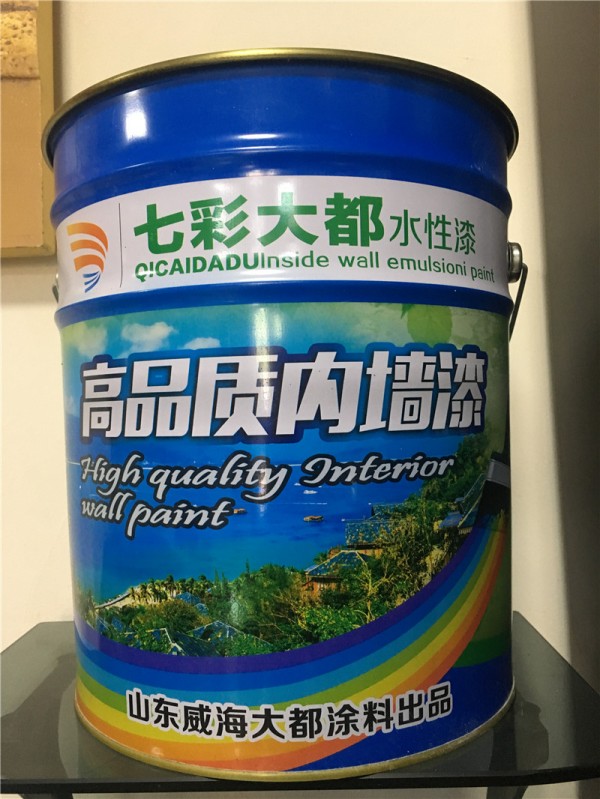 七彩大都水性漆
QICAIDADUInside wall emulsioni paint
高品质内墙漆
High quality Interior
wall paint
山东威海大都涂料出品